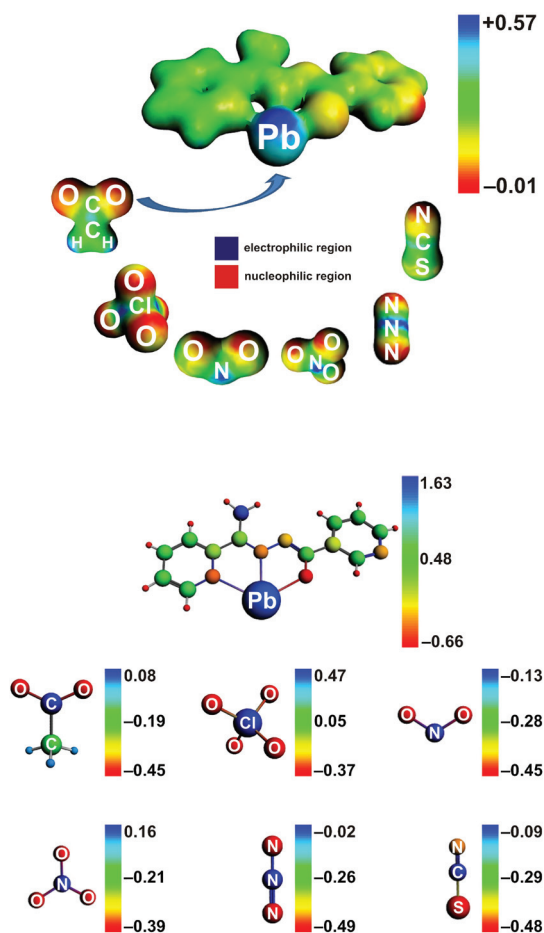 +0.57
Pb
−0.01
O O
C
C
H H
electrophilic region
nucleophilic region
N
C
S
O
Cl
O
O
O O
N
O
O N
O
N
N
N
1.63
0.48
−0.66
Pb
O O
C
C
0.08
−0.19
−0.45
O O
Cl
O O
0.47
0.05
−0.37
O O
N
−0.13
−0.28
−0.45
O
N
O O
0.16
−0.21
−0.39
N
N
N
−0.02
−0.26
−0.49
N
C
S
−0.09
−0.29
−0.48